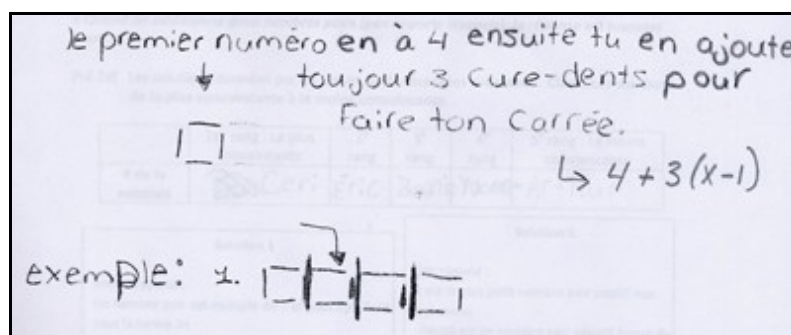 le premier numéro en à 4 ensuite tu en ajoute
toujour 3 cure-dents pour
faire ton carrée.
↳ 4 + 3 (x-1)
exemple: 1.